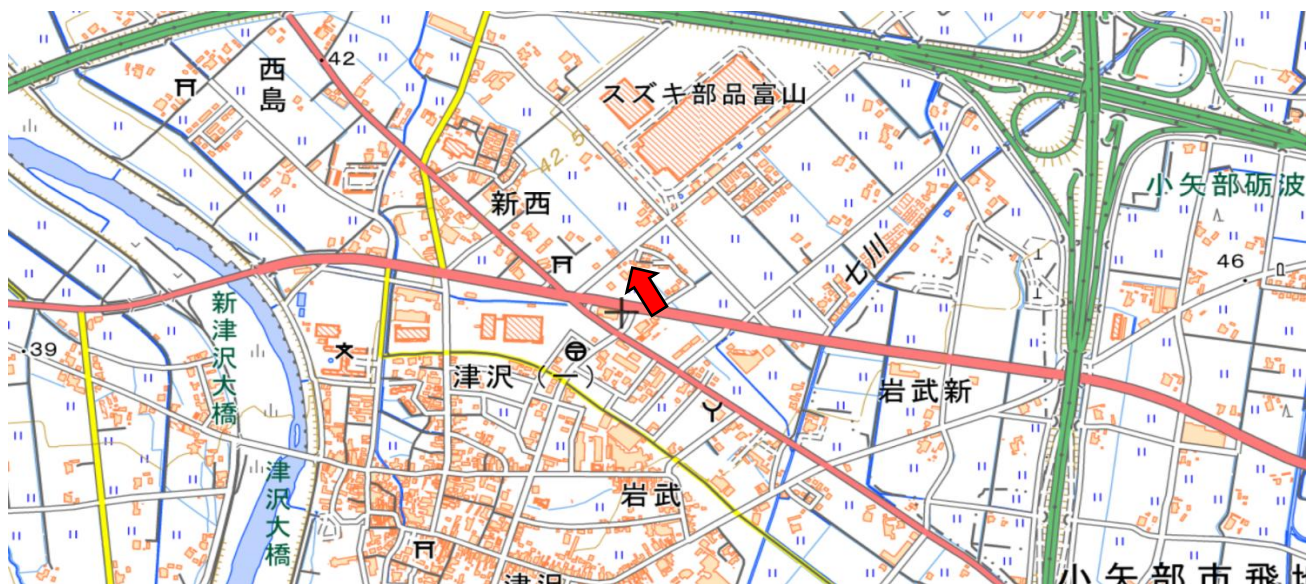 42
西島
スズキ部品富山
42.5
小矢部砺波
新西
七川
46
新津沢大橋
39
津沢(一)
岩武新
津沢大橋
岩武
津沢
小矢部市飛地